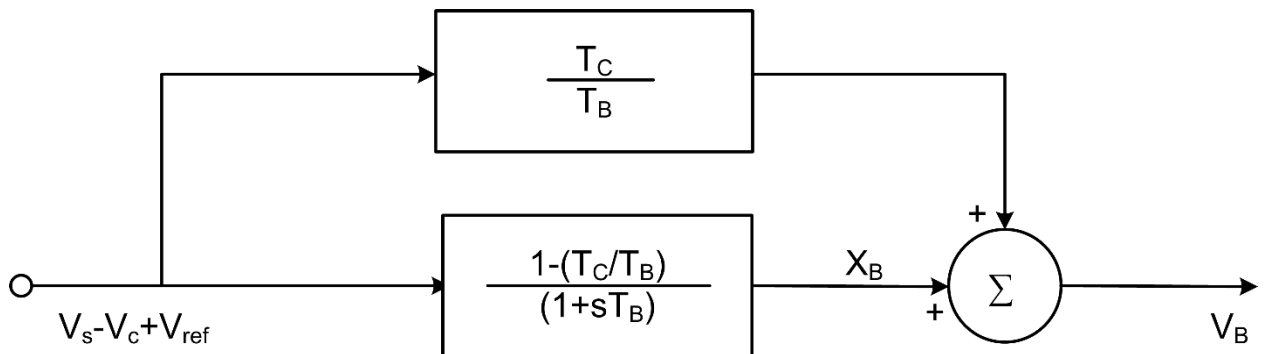 T_C
T_B
+
1-(T_C/T_B)
(1+sT_B)
X_B
+
Σ
V_s-V_c+V_ref
V_B